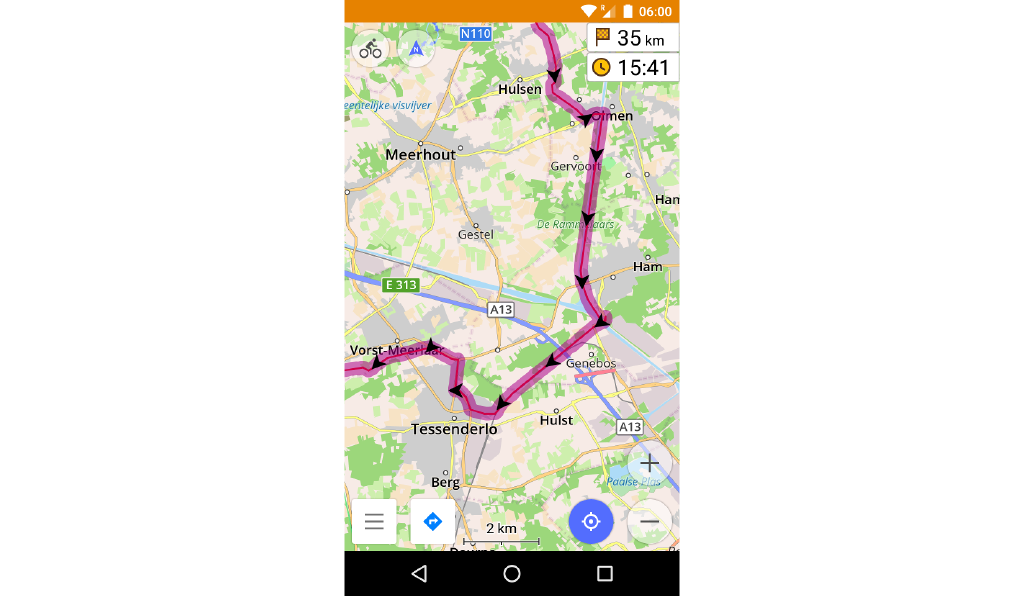 R
06:00
N110
N
35 km
15:41
Hulsen
eentelijke visvijver
Olmen
Meerhout
Gervoort
Ham
De Rammelaars
Gestel
Ham
E 313
A13
Vorst-Meerlaar
Genebos
Hulst
A13
Tessenderlo
Berg
Paalse Plas
2 km